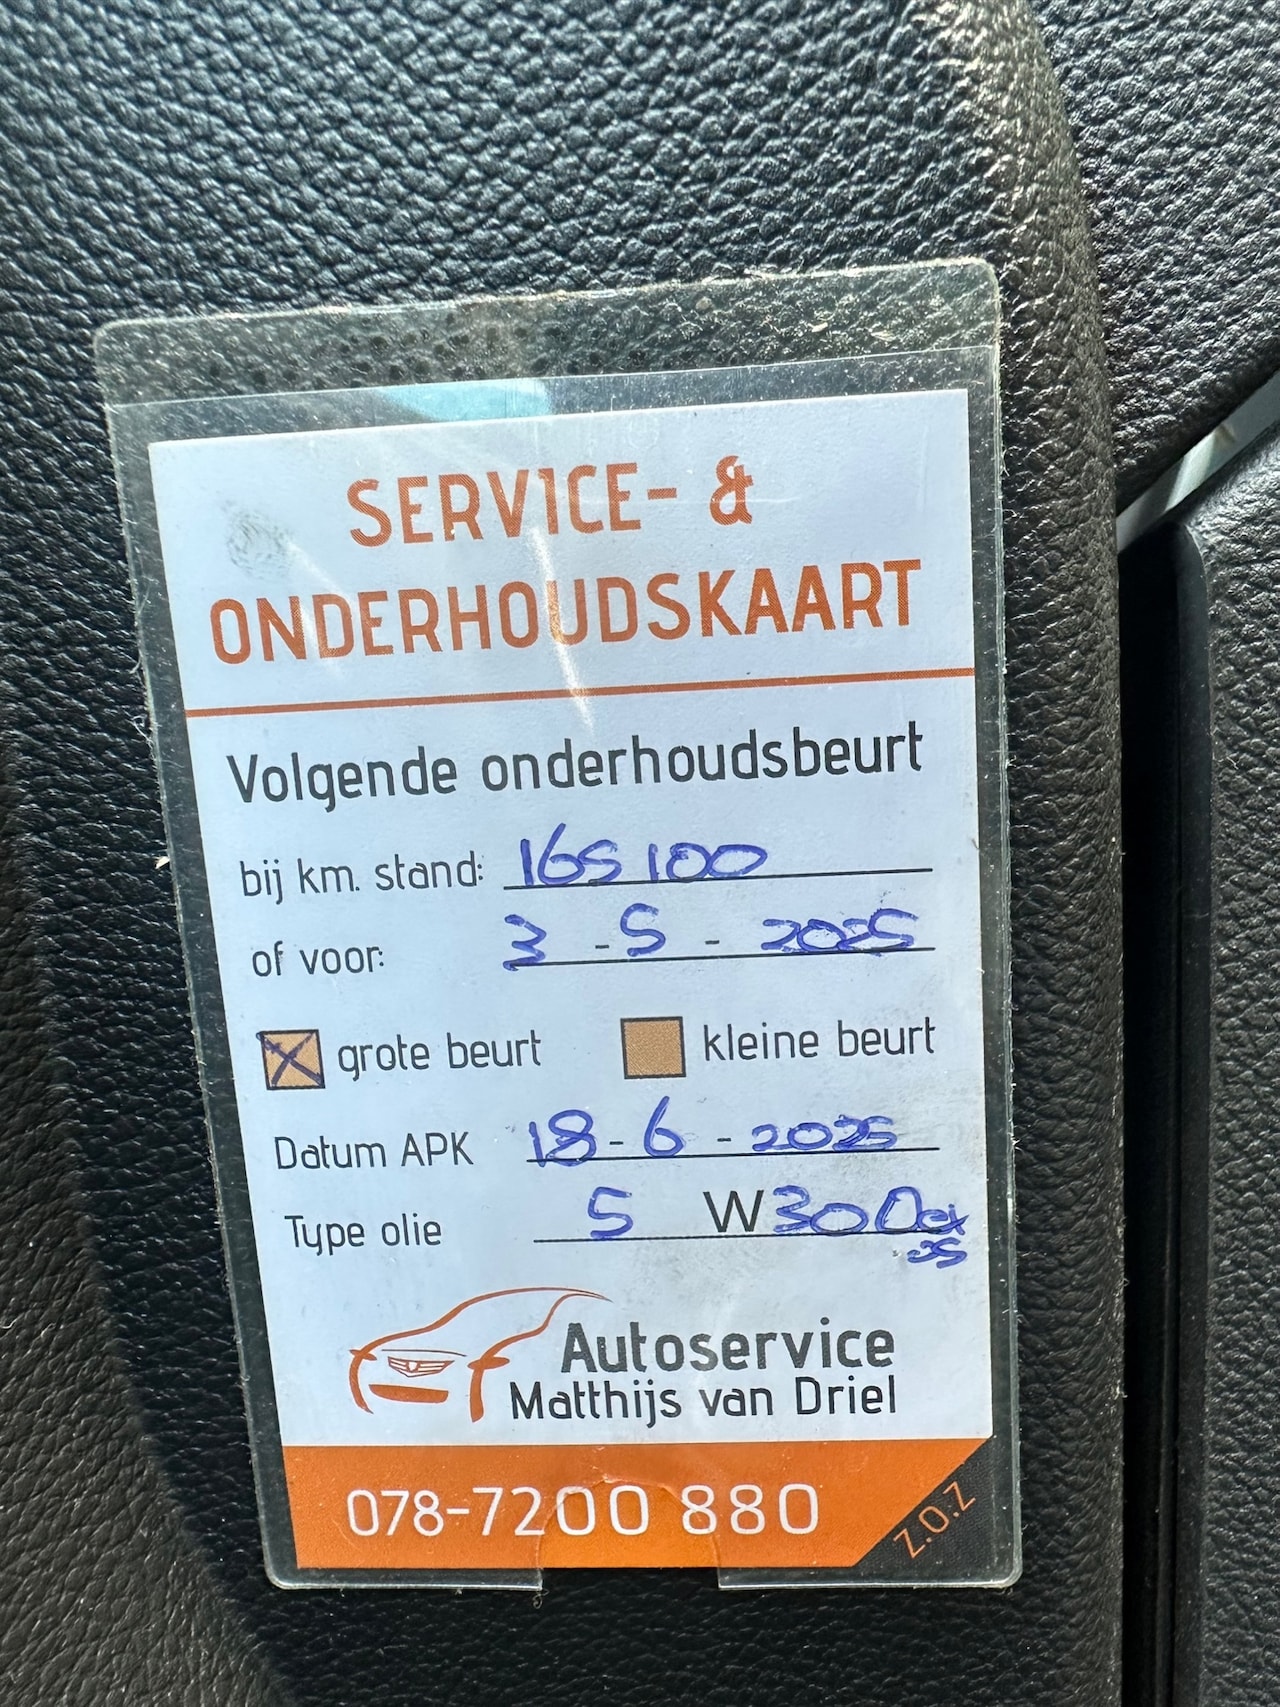 SERVICE- &
ONDERHOUDSKAART
Volgende onderhoudsbeurt
bij km. stand: 165100
of voor: 3 - 5 - 2025
grote beurt kleine beurt
Datum APK 18 - 6 - 2025
Type olie 5 W30
Autoservice
Matthijs van Driel
078-7200 880
Z.O.Z